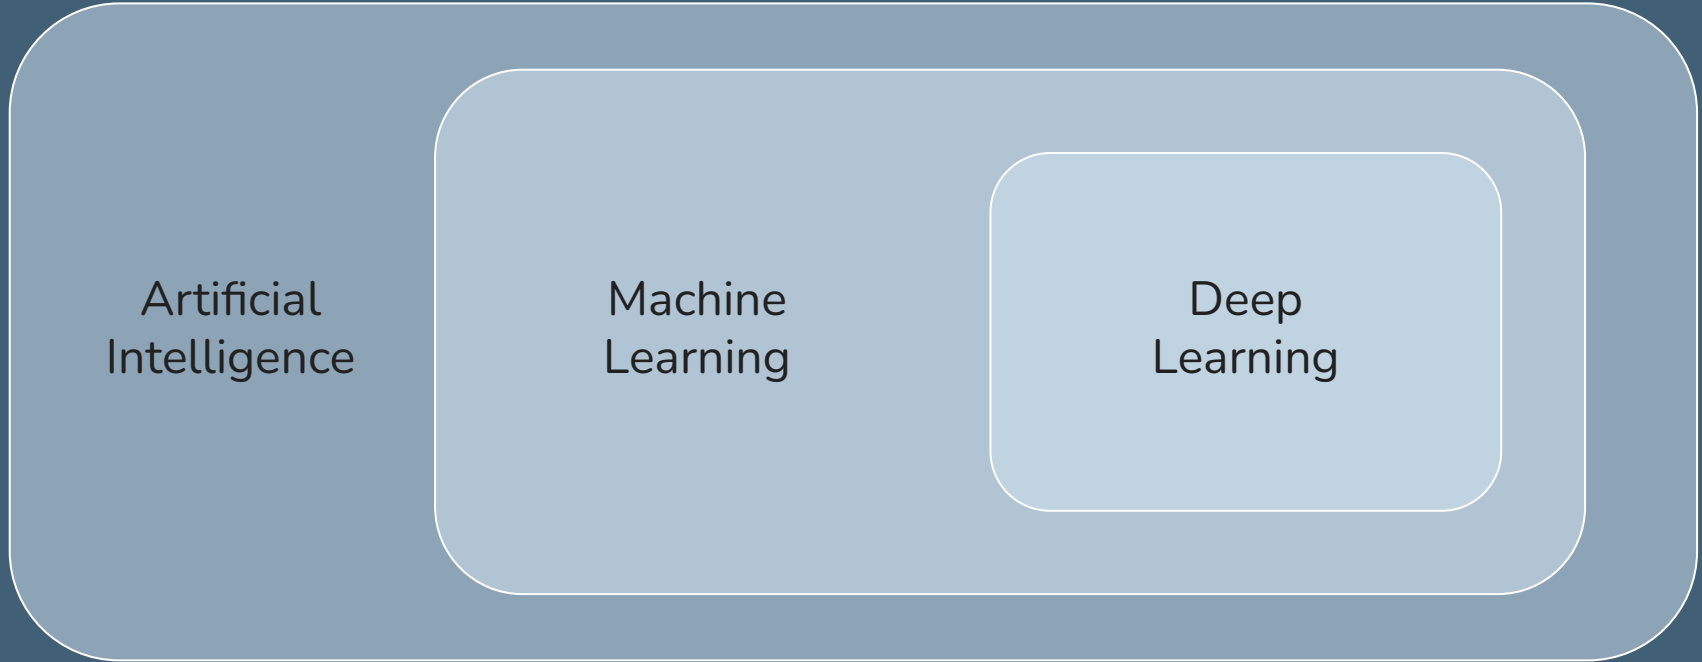 Artificial
Intelligence
Machine
Learning
Deep
Learning